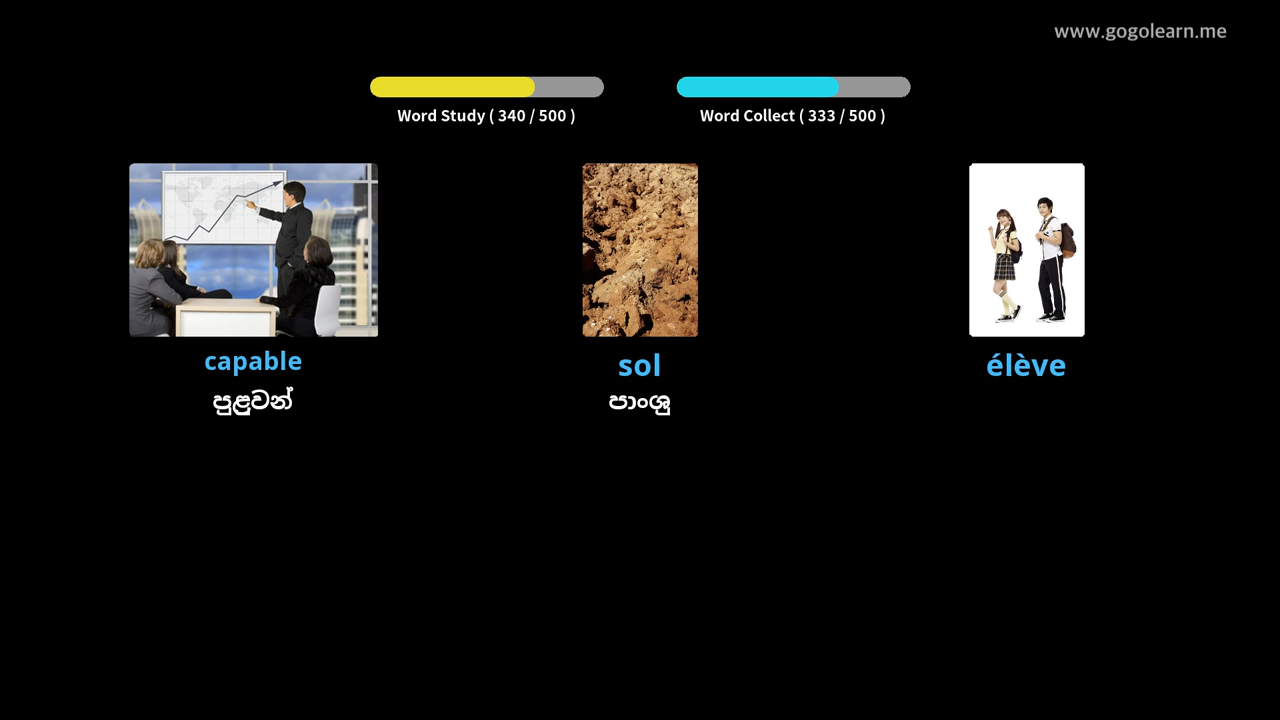 www.gogolearn.me
Word Study ( 340 / 500 )
Word Collect ( 333 / 500 )
capable
පුළුවන්
sol
පාංශු
élève